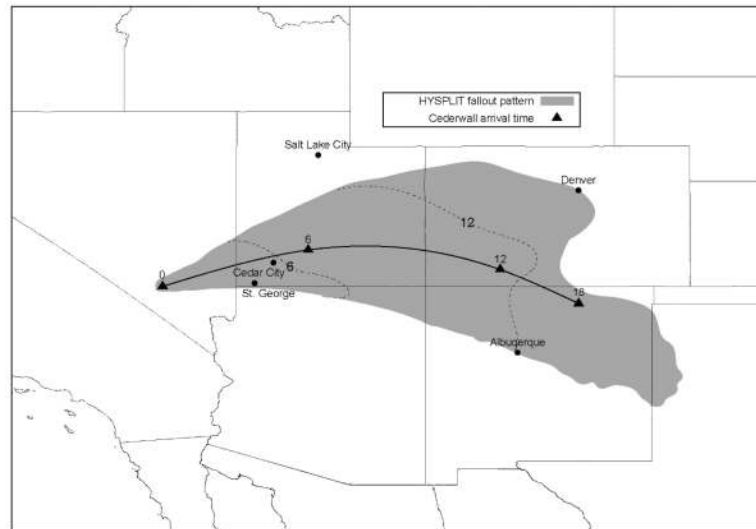 HYSPLIT fallout pattern
Cederwall arrival time
Salt Lake City
Denver
12
6
12
0
Cedar City
6
St. George
18
Albuquerque